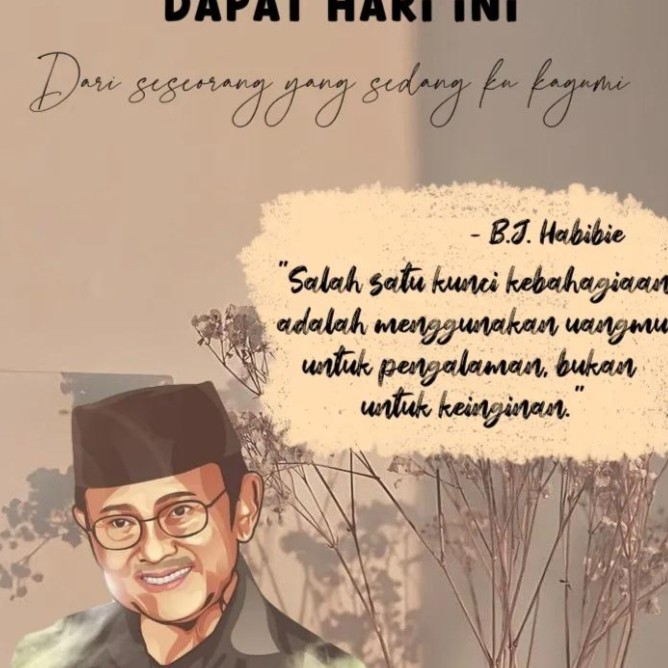 DAPAT HARI INI
Dari seseorang yang sedang ku kagumi
- B.J. Habibie
"Salah satu kunci kebahagiaan
adalah menggunakan uangmu
untuk pengalaman, bukan
untuk keinginan."